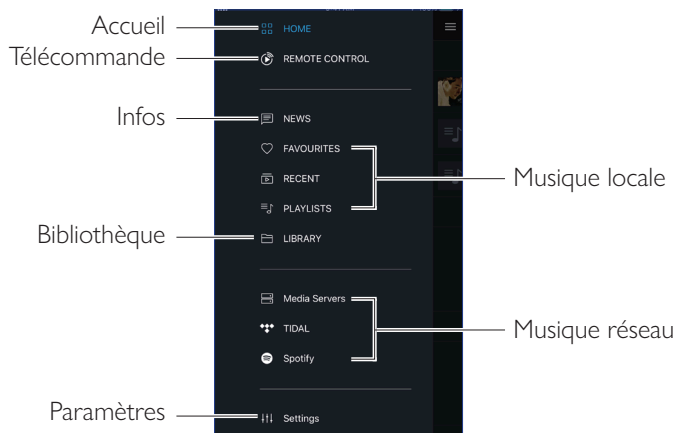 Accueil
HOME
Télécommande
REMOTE CONTROL
Infos
NEWS
FAVOURITES
RECENT
Musique locale
PLAYLISTS
Bibliothèque
LIBRARY
Media Servers
TIDAL
Musique réseau
Spotify
Paramètres
Settings